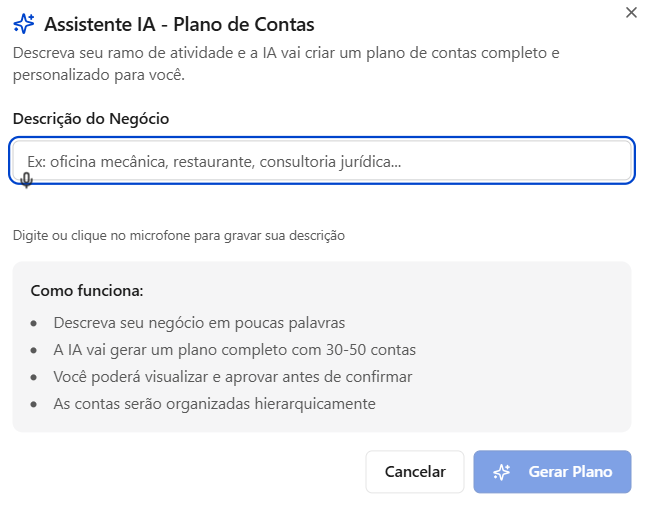 Assistente IA - Plano de Contas
Descreva seu ramo de atividade e a IA vai criar um plano de contas completo e
personalizado para você.
Descrição do Negócio
Ex: oficina mecânica, restaurante, consultoria jurídica...
Digite ou clique no microfone para gravar sua descrição
Como funciona:
• Descreva seu negócio em poucas palavras
• A IA vai gerar um plano completo com 30-50 contas
• Você poderá visualizar e aprovar antes de confirmar
• As contas serão organizadas hierarquicamente
Cancelar
Gerar Plano